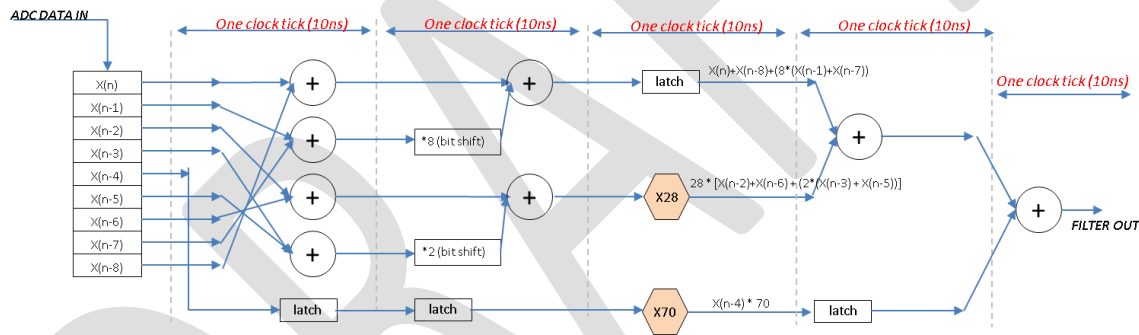 ADC DATA IN
One clock tick (10ns)
One clock tick (10ns)
One clock tick (10ns)
One clock tick (10ns)
One clock tick (10ns)
X(n)
X(n-1)
X(n-2)
X(n-3)
X(n-4)
X(n-5)
X(n-6)
X(n-7)
X(n-8)
+
+
+
+
latch
+
*8 (bit shift)
+
*2 (bit shift)
latch
latch
X(n)+X(n-8)+(8*(X(n-1)+X(n-7))
X28
28 * [X(n-2)+X(n-6)+(2*(X(n-3)+X(n-5))]
X70
X(n-4) * 70
+
latch
+
FILTER OUT